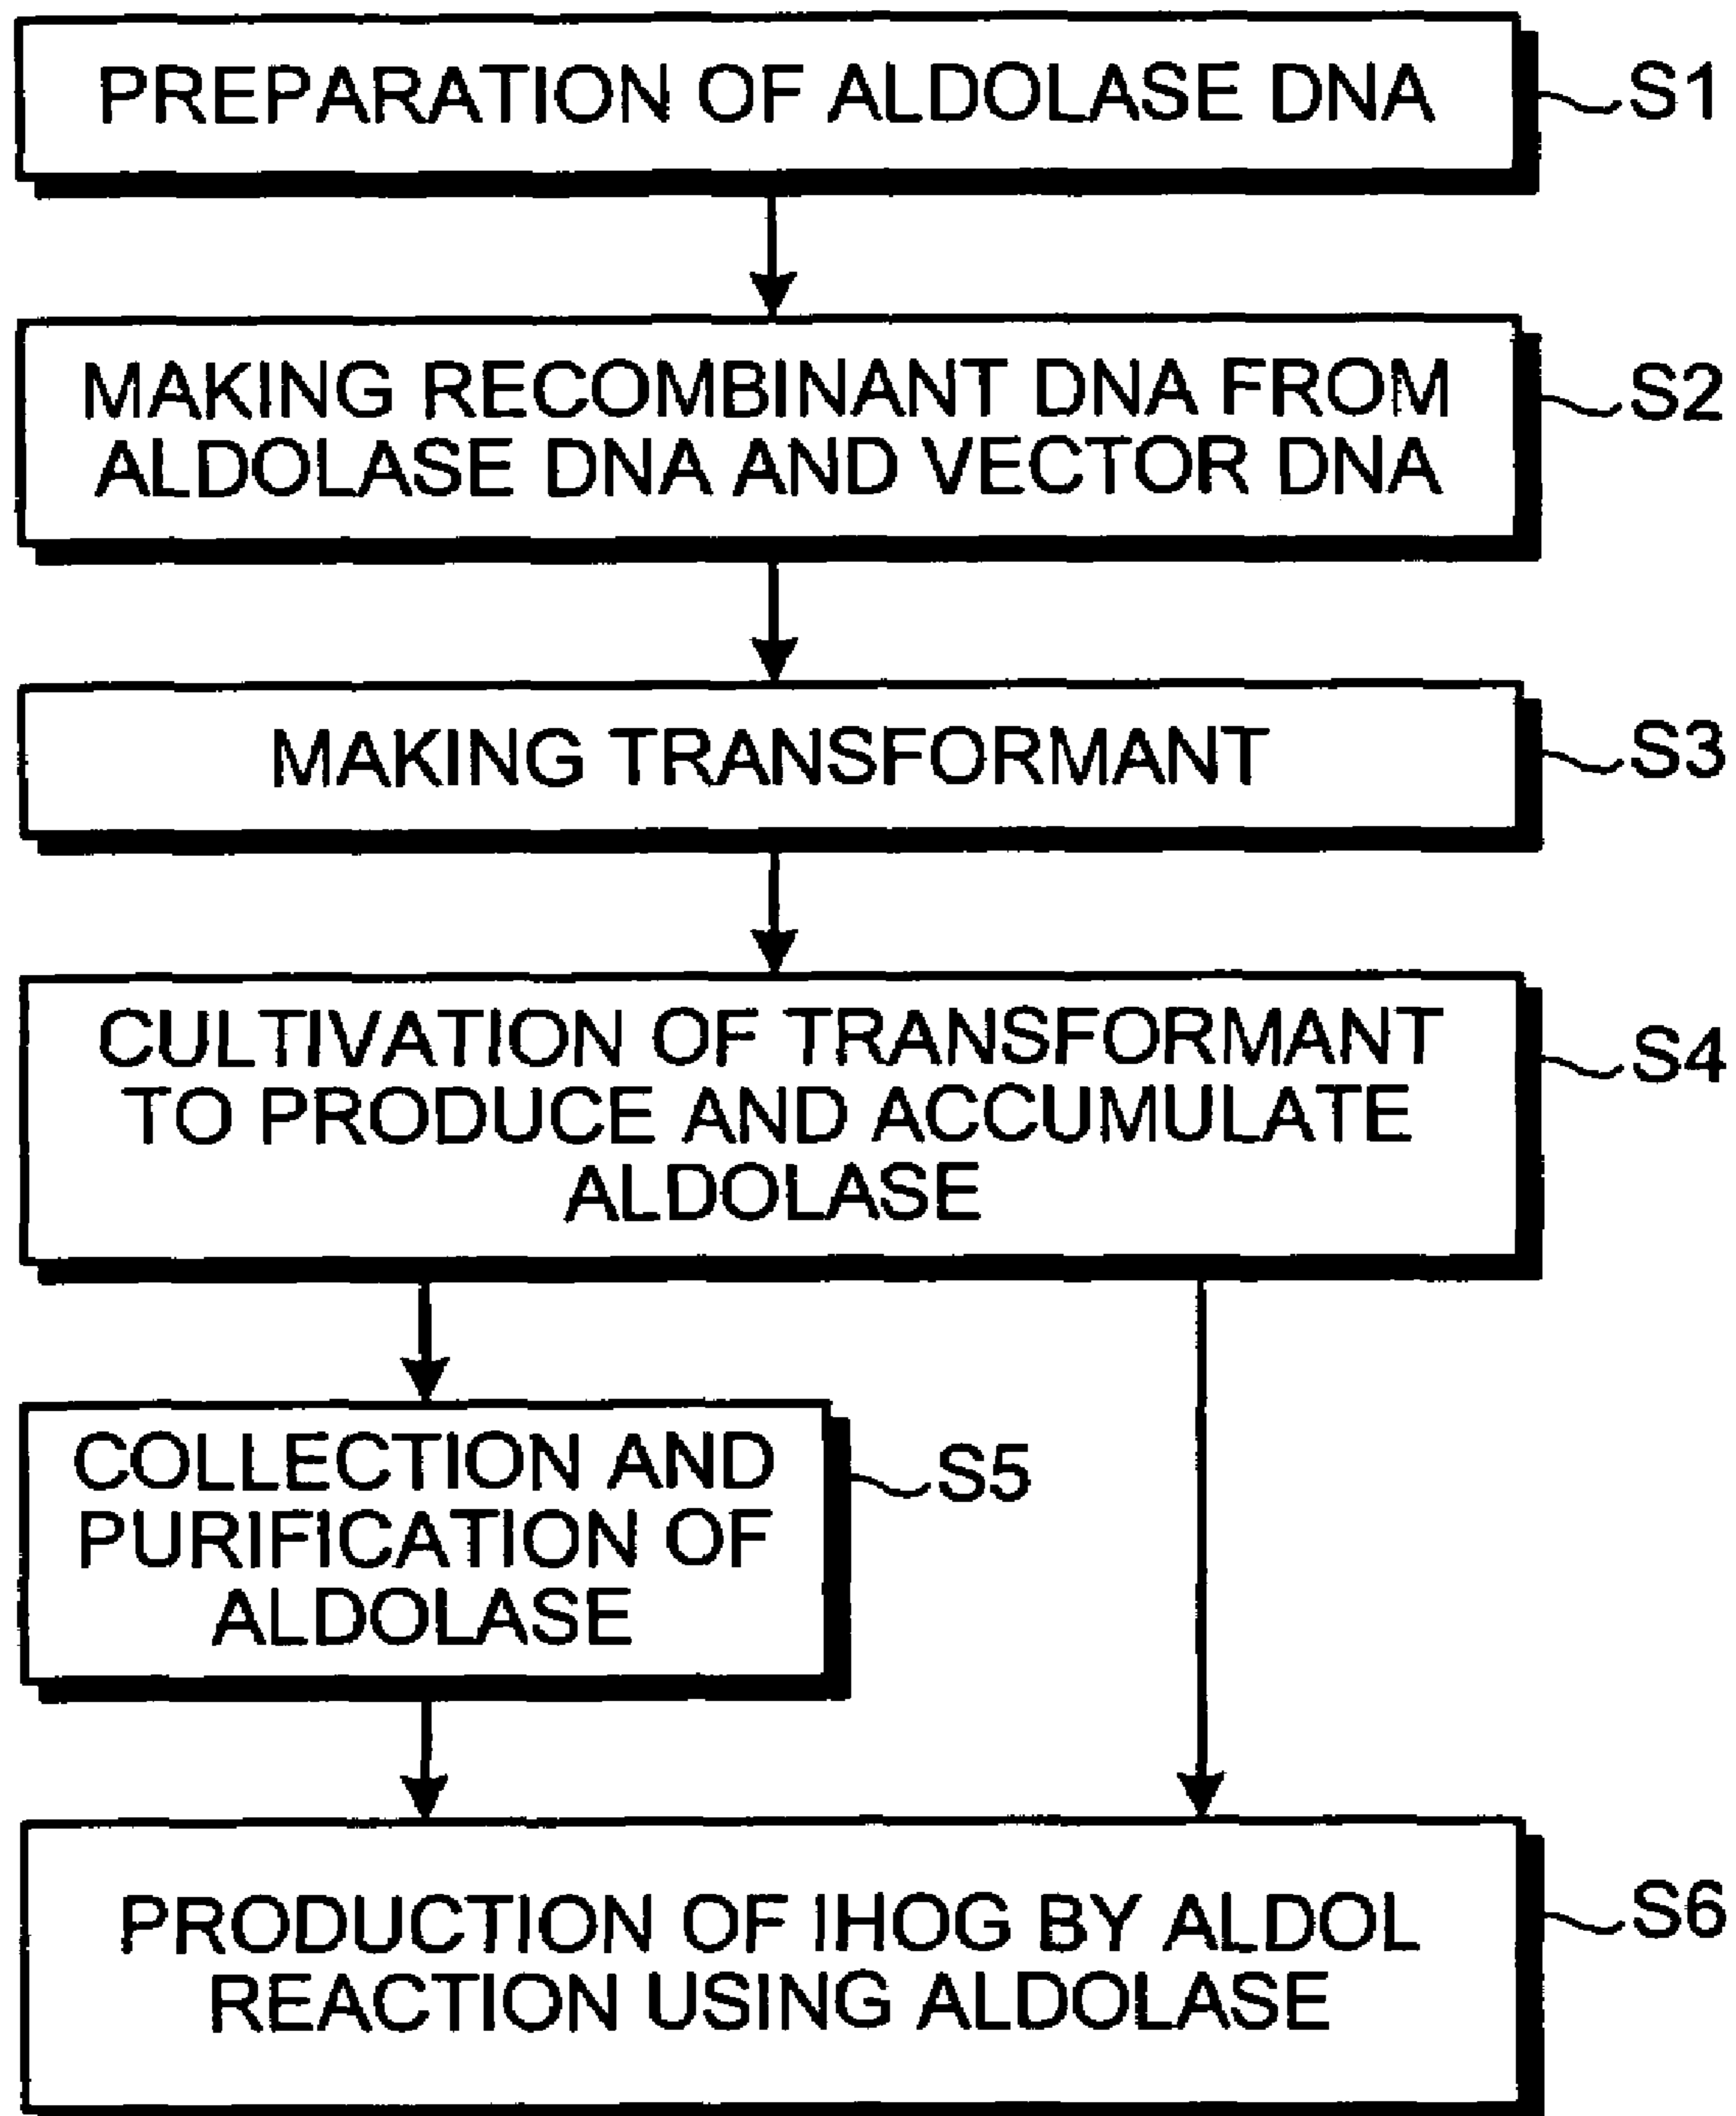 PREPARATION OF ALDOLASE DNA
S1
MAKING RECOMBINANT DNA FROM
ALDOLASE DNA AND VECTOR DNA
S2
MAKING TRANSFORMANT
S3
CULTIVATION OF TRANSFORMANT
TO PRODUCE AND ACCUMULATE
ALDOLASE
S4
COLLECTION AND
PURIFICATION OF
ALDOLASE
S5
PRODUCTION OF IHOG BY ALDOL
REACTION USING ALDOLASE
S6